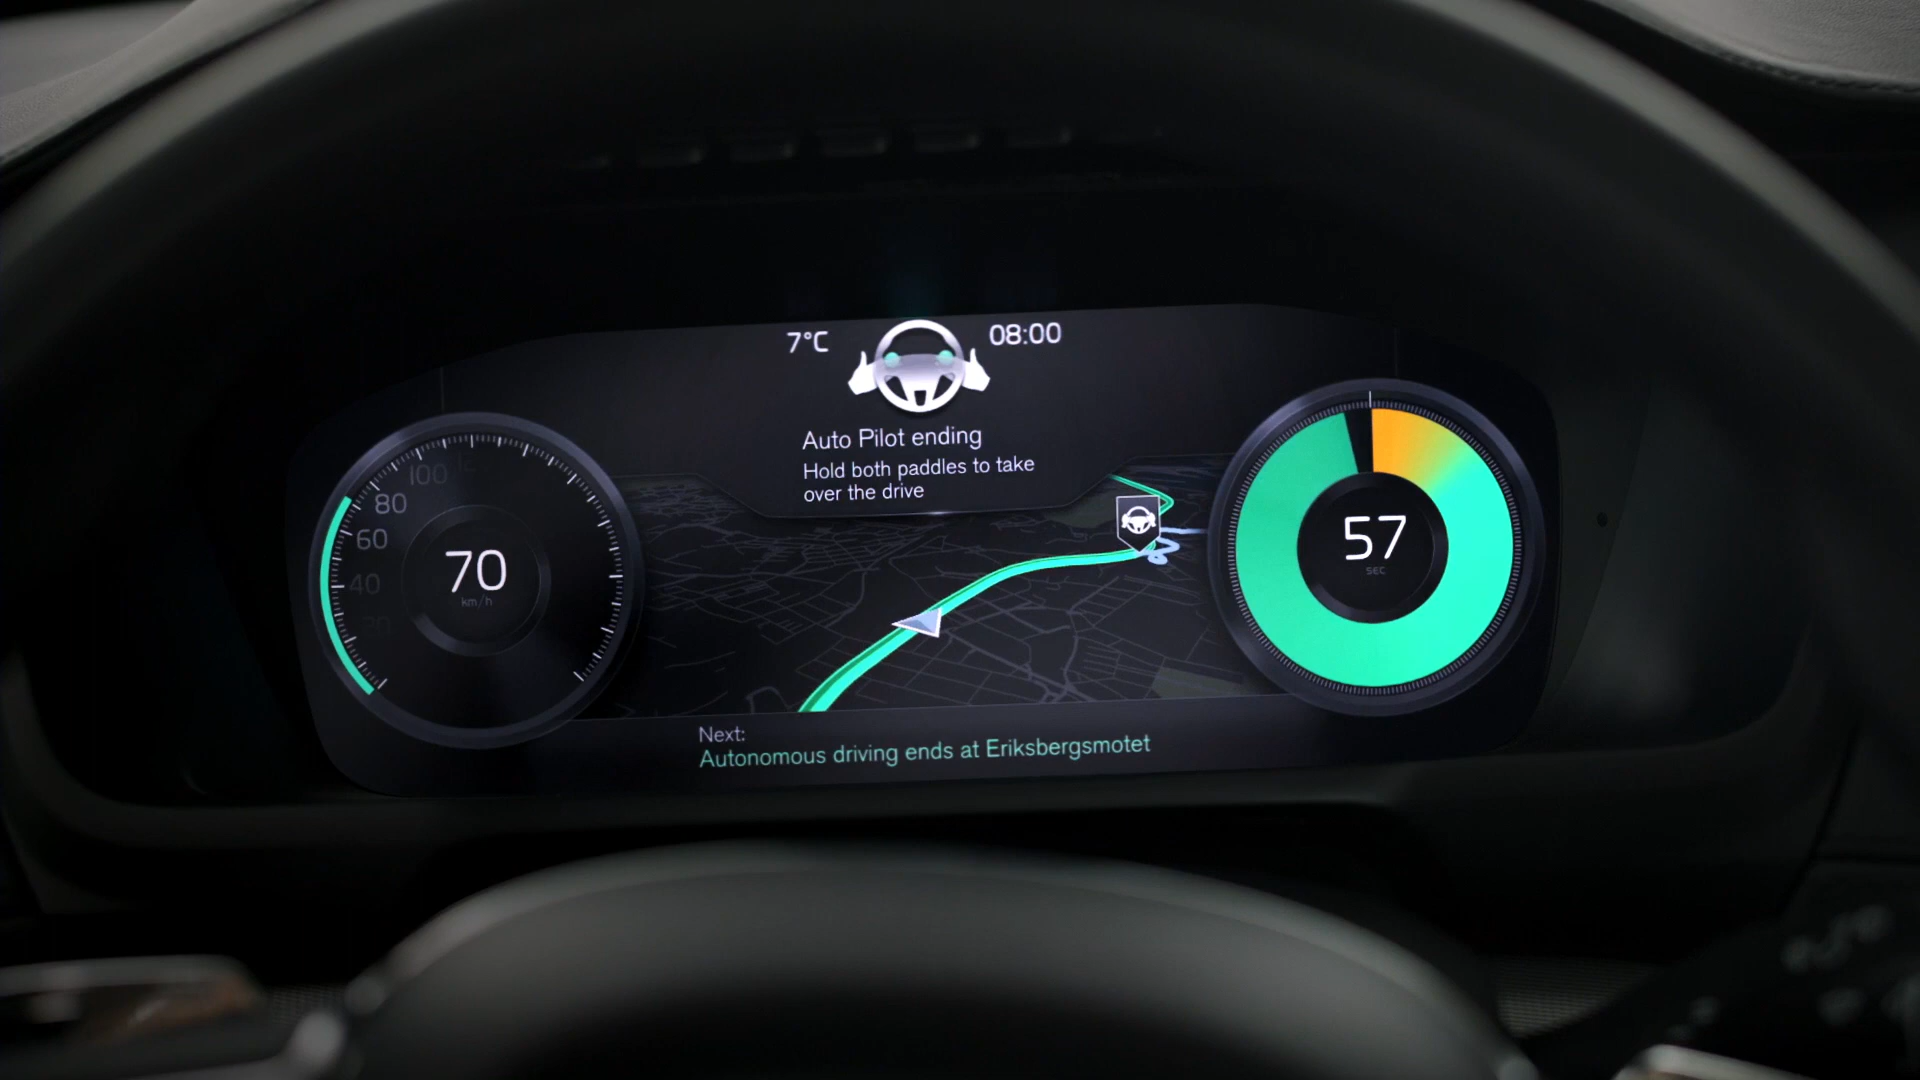 7°C
08:00
Auto Pilot ending
Hold both paddles to take
over the drive
100
80
60
40
70
km/h
57
SEC
Next:
Autonomous driving ends at Eriksbergsmotet